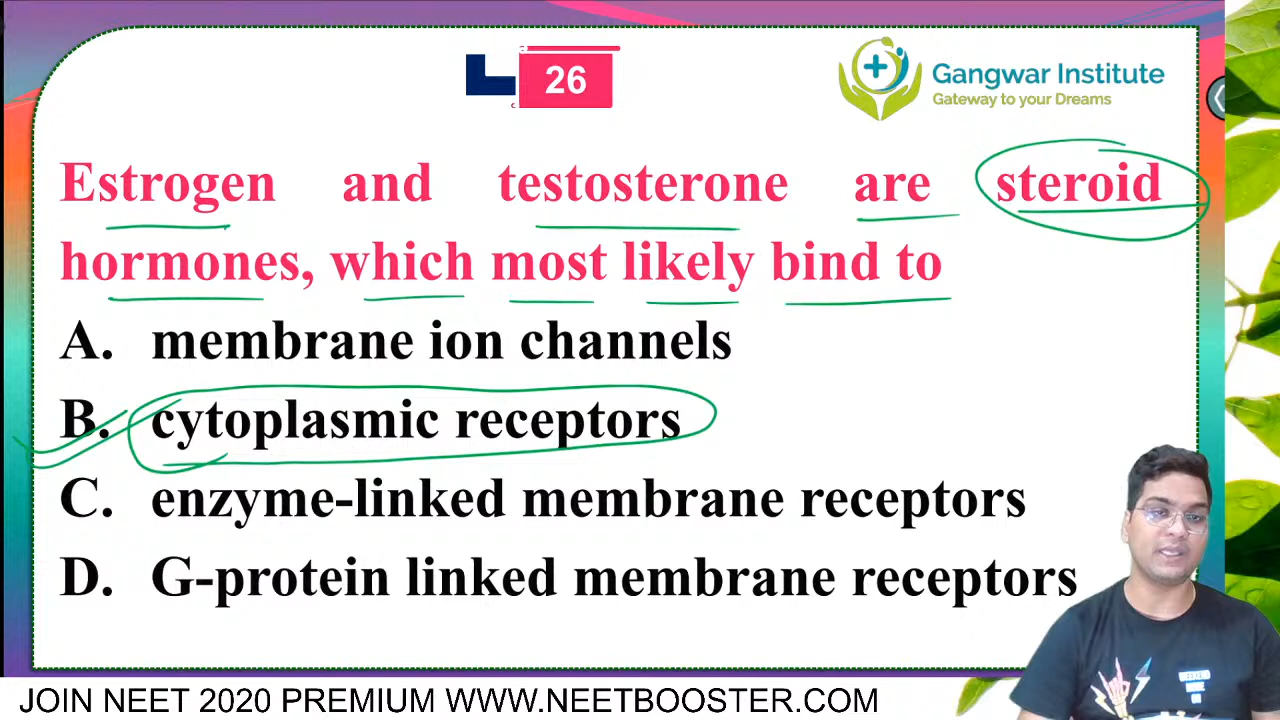 26
Gangwar Institute
Gateway to your Dreams
Estrogen and testosterone are steroid
hormones, which most likely bind to
A. membrane ion channels
B. cytoplasmic receptors
C. enzyme-linked membrane receptors
D. G-protein linked membrane receptors
JOIN NEET 2020 PREMIUM WWW.NEETBOOSTER.COM